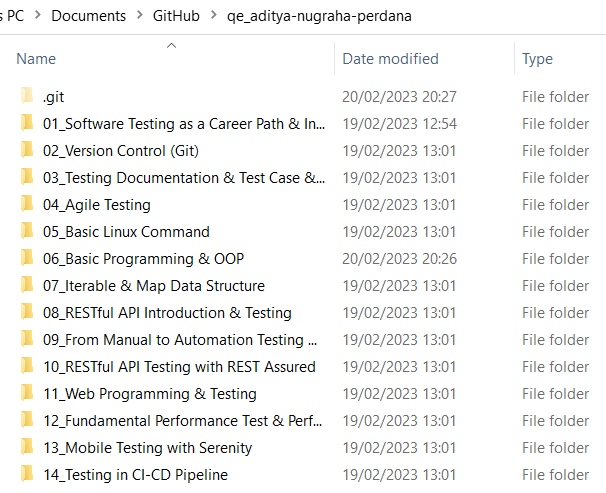 s PC > Documents > GitHub > qe_aditya-nugraha-perdana
Name Date modified Type
.git 20/02/2023 20:27 File folder
01_Software Testing as a Career Path & In... 19/02/2023 12:54 File folder
02_Version Control (Git) 19/02/2023 13:01 File folder
03_Testing Documentation & Test Case &... 19/02/2023 13:01 File folder
04_Agile Testing 19/02/2023 13:01 File folder
05_Basic Linux Command 19/02/2023 13:01 File folder
06_Basic Programming & OOP 20/02/2023 20:26 File folder
07_Iterable & Map Data Structure 19/02/2023 13:01 File folder
08_RESTful API Introduction & Testing 19/02/2023 13:01 File folder
09_From Manual to Automation Testing ... 19/02/2023 13:01 File folder
10_RESTful API Testing with REST Assured 19/02/2023 13:01 File folder
11_Web Programming & Testing 19/02/2023 13:01 File folder
12_Fundamental Performance Test & Perf... 19/02/2023 13:01 File folder
13_Mobile Testing with Serenity 19/02/2023 13:01 File folder
14_Testing in CI-CD Pipeline 19/02/2023 13:01 File folder